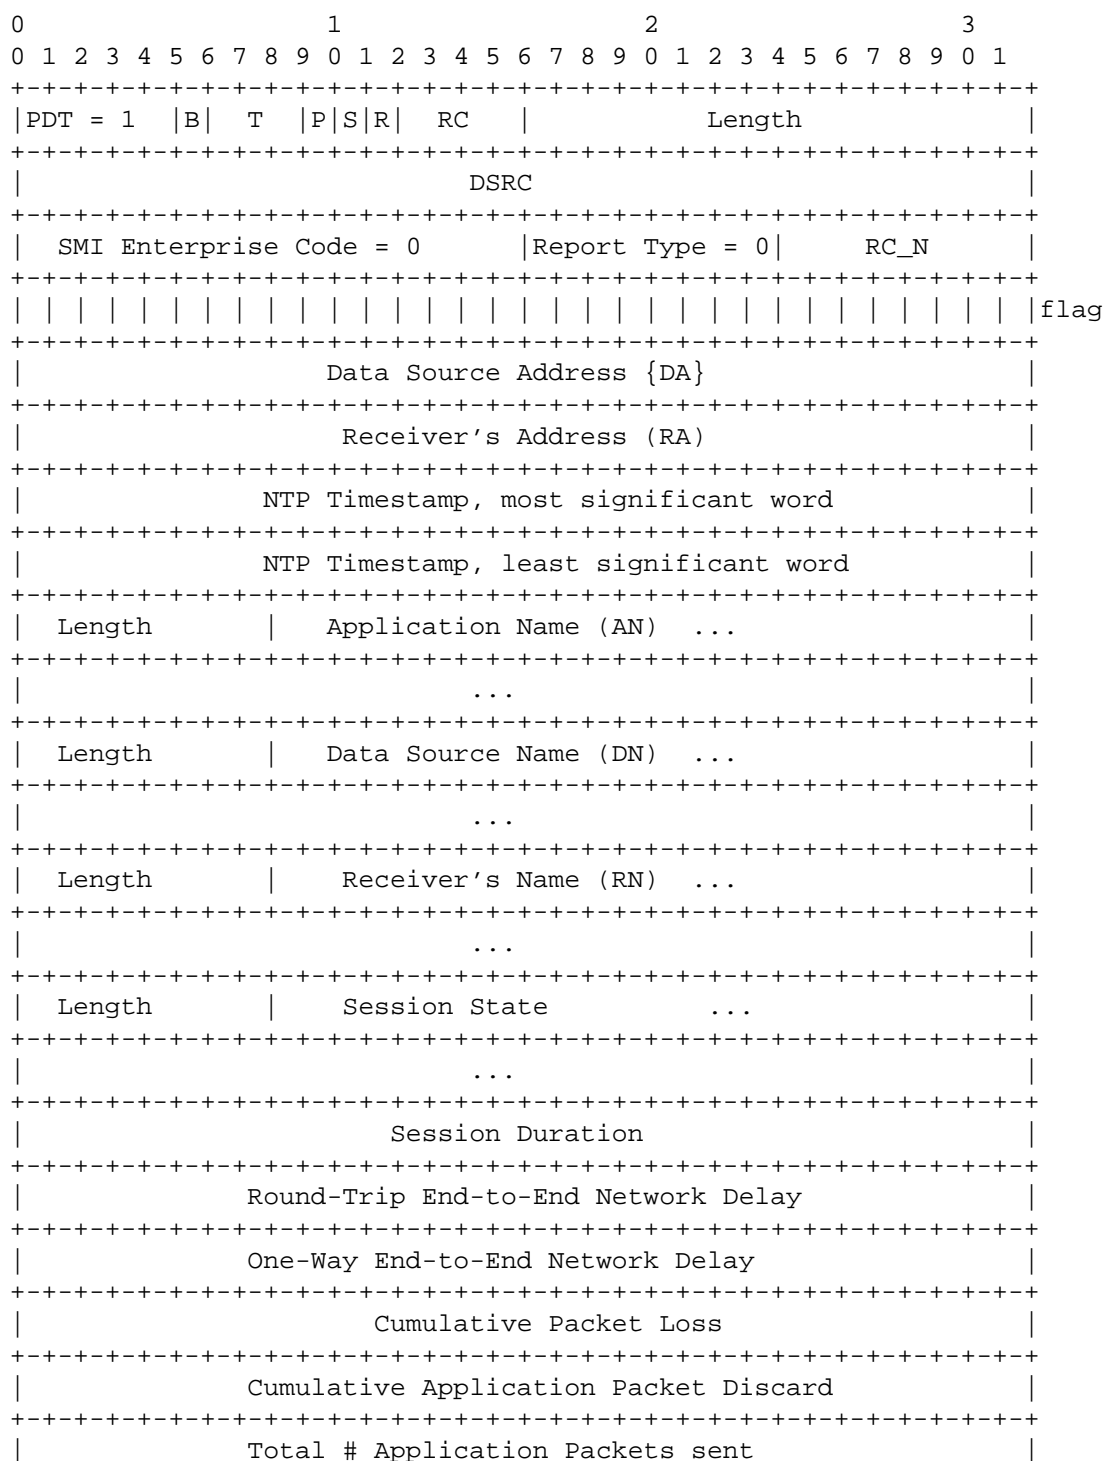 0                   1                   2                   3
0 1 2 3 4 5 6 7 8 9 0 1 2 3 4 5 6 7 8 9 0 1 2 3 4 5 6 7 8 9 0 1
+-+-+-+-+-+-+-+-+-+-+-+-+-+-+-+-+-+-+-+-+-+-+-+-+-+-+-+-+-+-+-+-+
|PDT = 1  |B|  T  |P|S|R|  RC   |           Length              |
+-+-+-+-+-+-+-+-+-+-+-+-+-+-+-+-+-+-+-+-+-+-+-+-+-+-+-+-+-+-+-+-+
|                            DSRC                               |
+-+-+-+-+-+-+-+-+-+-+-+-+-+-+-+-+-+-+-+-+-+-+-+-+-+-+-+-+-+-+-+-+
|  SMI Enterprise Code = 0      |Report Type = 0|     RC_N      |
+-+-+-+-+-+-+-+-+-+-+-+-+-+-+-+-+-+-+-+-+-+-+-+-+-+-+-+-+-+-+-+-+
| | | | | | | | | | | | | | | | | | | | | | | | | | | | | | | | |flag
+-+-+-+-+-+-+-+-+-+-+-+-+-+-+-+-+-+-+-+-+-+-+-+-+-+-+-+-+-+-+-+-+
|                   Data Source Address {DA}                    |
+-+-+-+-+-+-+-+-+-+-+-+-+-+-+-+-+-+-+-+-+-+-+-+-+-+-+-+-+-+-+-+-+
|                    Receiver's Address (RA)                    |
+-+-+-+-+-+-+-+-+-+-+-+-+-+-+-+-+-+-+-+-+-+-+-+-+-+-+-+-+-+-+-+-+
|               NTP Timestamp, most significant word            |
+-+-+-+-+-+-+-+-+-+-+-+-+-+-+-+-+-+-+-+-+-+-+-+-+-+-+-+-+-+-+-+-+
|               NTP Timestamp, least significant word           |
+-+-+-+-+-+-+-+-+-+-+-+-+-+-+-+-+-+-+-+-+-+-+-+-+-+-+-+-+-+-+-+-+
|  Length       |   Application Name (AN)  ...                  |
+-+-+-+-+-+-+-+-+-+-+-+-+-+-+-+-+-+-+-+-+-+-+-+-+-+-+-+-+-+-+-+-+
|                            ...                                |
+-+-+-+-+-+-+-+-+-+-+-+-+-+-+-+-+-+-+-+-+-+-+-+-+-+-+-+-+-+-+-+-+
|  Length       |   Data Source Name (DN)  ...                  |
+-+-+-+-+-+-+-+-+-+-+-+-+-+-+-+-+-+-+-+-+-+-+-+-+-+-+-+-+-+-+-+-+
|                            ...                                |
+-+-+-+-+-+-+-+-+-+-+-+-+-+-+-+-+-+-+-+-+-+-+-+-+-+-+-+-+-+-+-+-+
|  Length       |    Receiver's Name (RN)  ...                  |
+-+-+-+-+-+-+-+-+-+-+-+-+-+-+-+-+-+-+-+-+-+-+-+-+-+-+-+-+-+-+-+-+
|                            ...                                |
+-+-+-+-+-+-+-+-+-+-+-+-+-+-+-+-+-+-+-+-+-+-+-+-+-+-+-+-+-+-+-+-+
|  Length       |    Session State          ...                 |
+-+-+-+-+-+-+-+-+-+-+-+-+-+-+-+-+-+-+-+-+-+-+-+-+-+-+-+-+-+-+-+-+
|                            ...                                |
+-+-+-+-+-+-+-+-+-+-+-+-+-+-+-+-+-+-+-+-+-+-+-+-+-+-+-+-+-+-+-+-+
|                       Session Duration                        |
+-+-+-+-+-+-+-+-+-+-+-+-+-+-+-+-+-+-+-+-+-+-+-+-+-+-+-+-+-+-+-+-+
|              Round-Trip End-to-End Network Delay              |
+-+-+-+-+-+-+-+-+-+-+-+-+-+-+-+-+-+-+-+-+-+-+-+-+-+-+-+-+-+-+-+-+
|              One-Way End-to-End Network Delay                 |
+-+-+-+-+-+-+-+-+-+-+-+-+-+-+-+-+-+-+-+-+-+-+-+-+-+-+-+-+-+-+-+-+
|                      Cumulative Packet Loss                   |
+-+-+-+-+-+-+-+-+-+-+-+-+-+-+-+-+-+-+-+-+-+-+-+-+-+-+-+-+-+-+-+-+
|              Cumulative Application Packet Discard            |
+-+-+-+-+-+-+-+-+-+-+-+-+-+-+-+-+-+-+-+-+-+-+-+-+-+-+-+-+-+-+-+-+
|              Total # Application Packets sent                 |